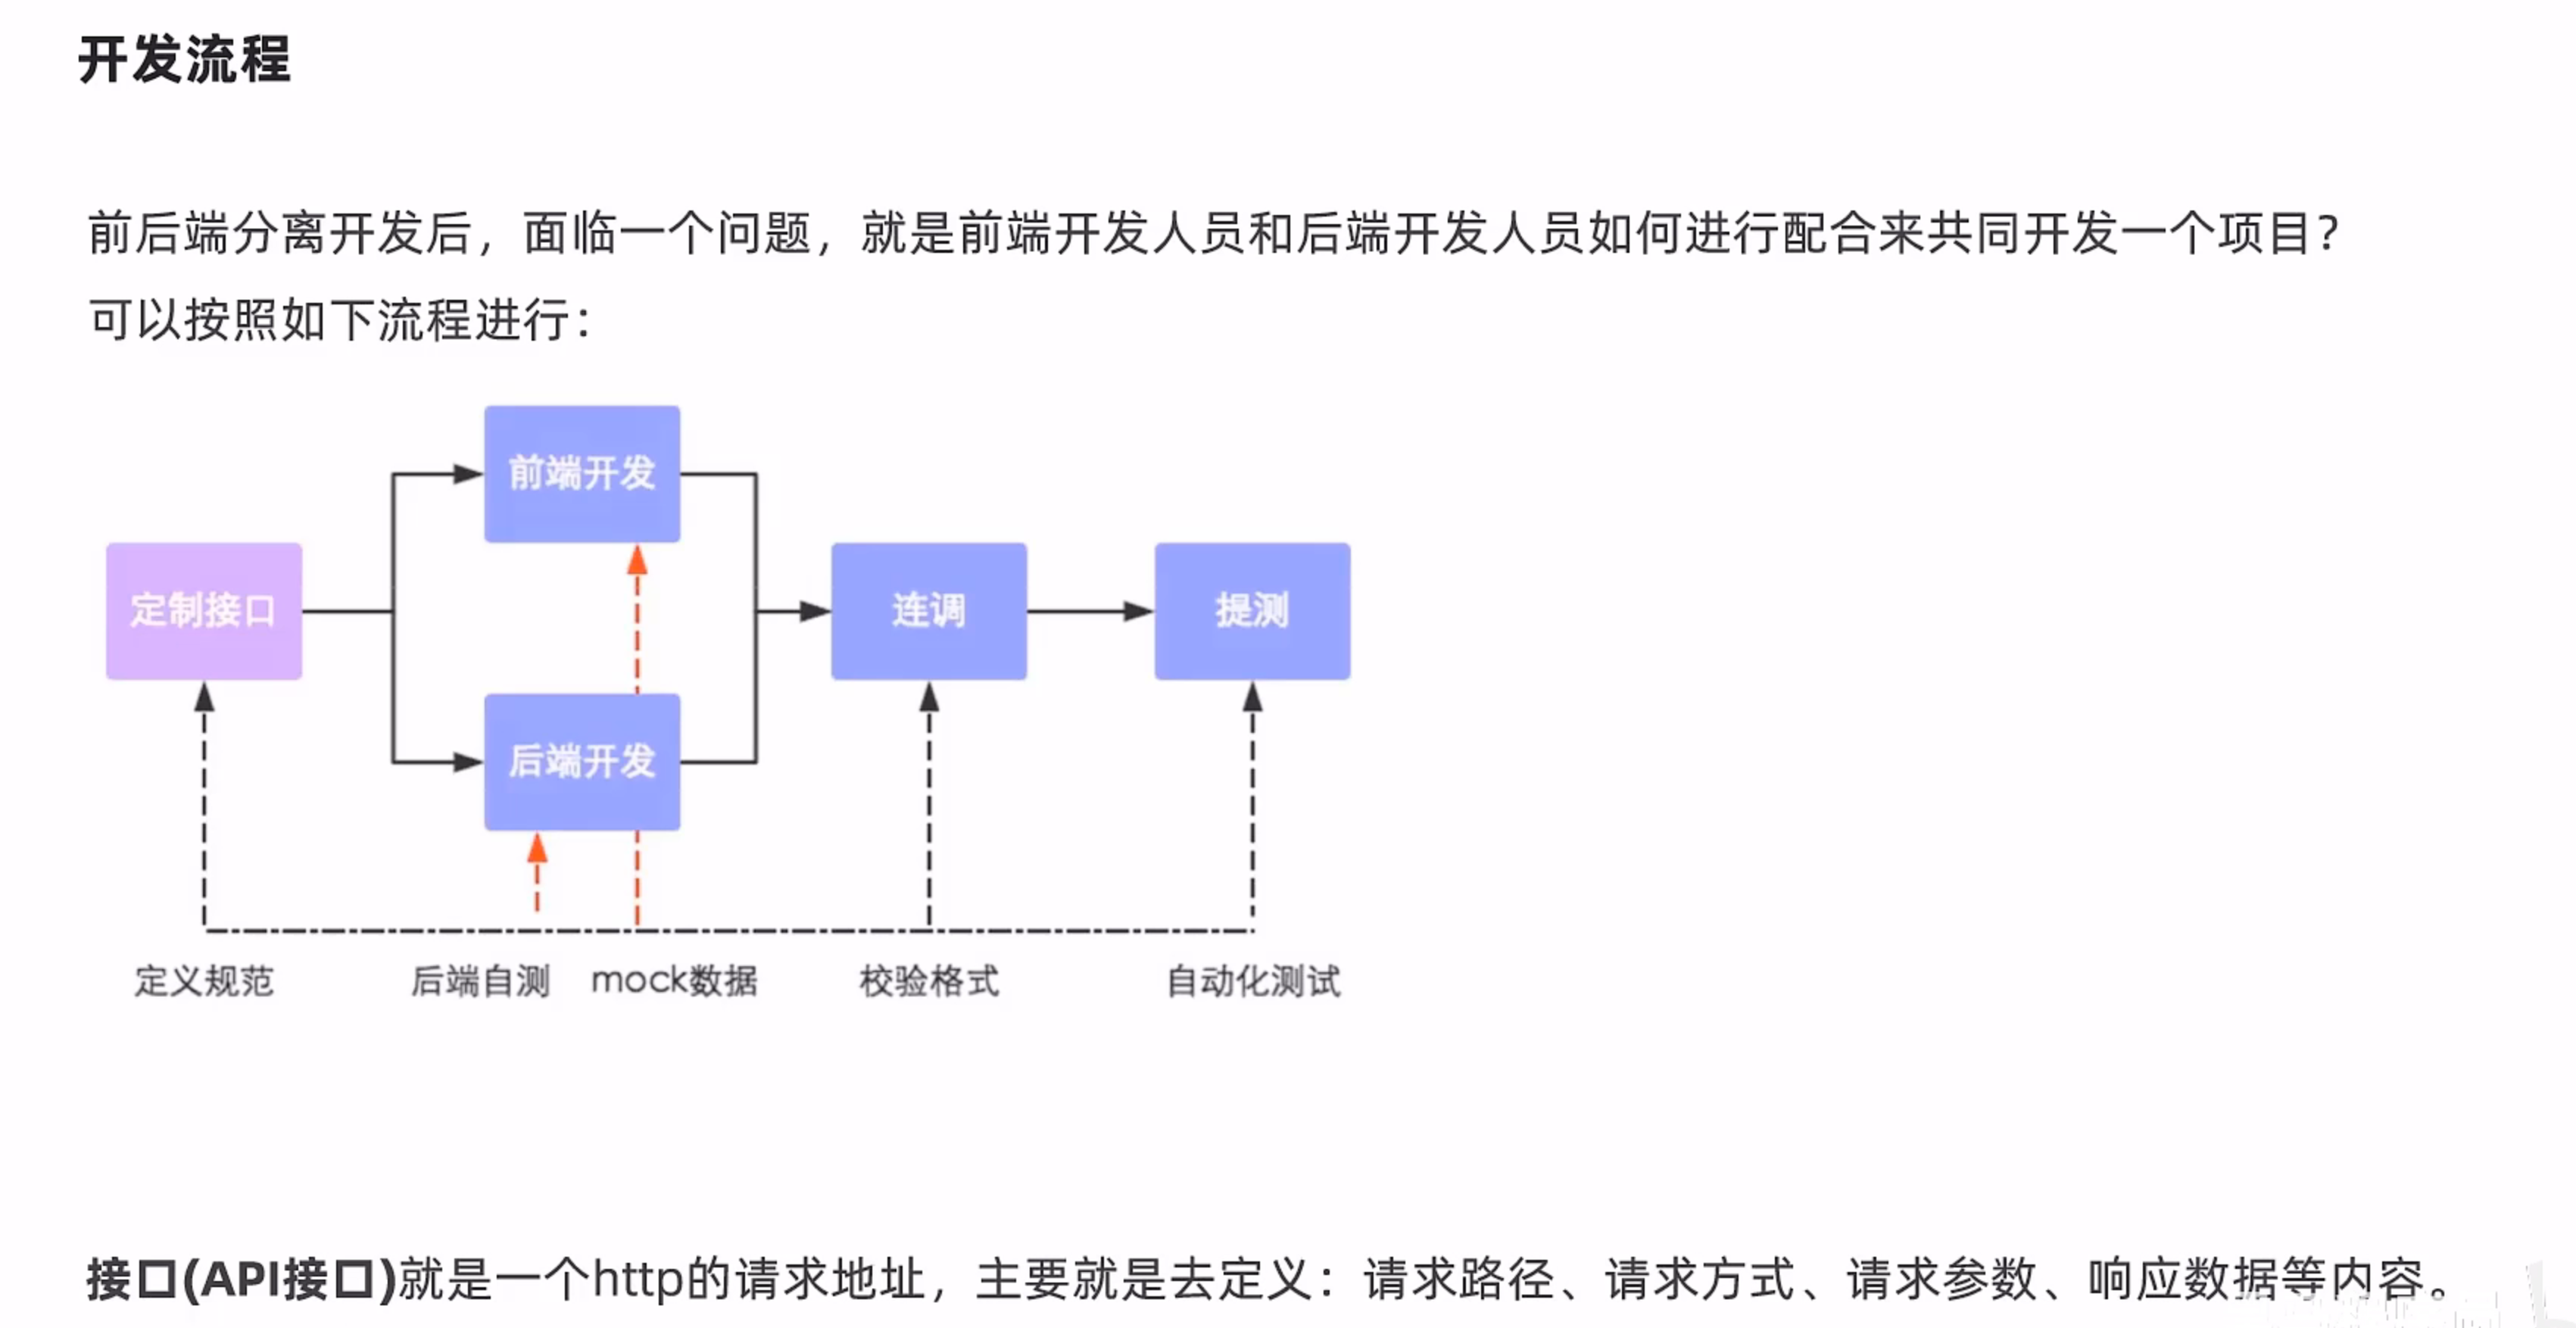 开发流程
前后端分离开发后，面临一个问题，就是前端开发人员和后端开发人员如何进行配合来共同开发一个项目？
可以按照如下流程进行：
前端开发
定制接口
连调
提测
后端开发
定义规范
后端自测
mock数据
校验格式
自动化测试
接口(API接口)就是一个http的请求地址，主要就是去定义：请求路径、请求方式、请求参数、响应数据等内容。